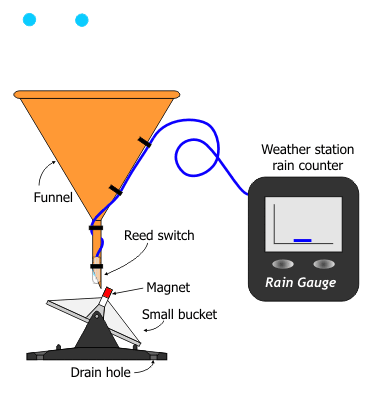 Weather station
rain counter
Funnel
Reed switch
Rain Gauge
Magnet
Small bucket
Drain hole